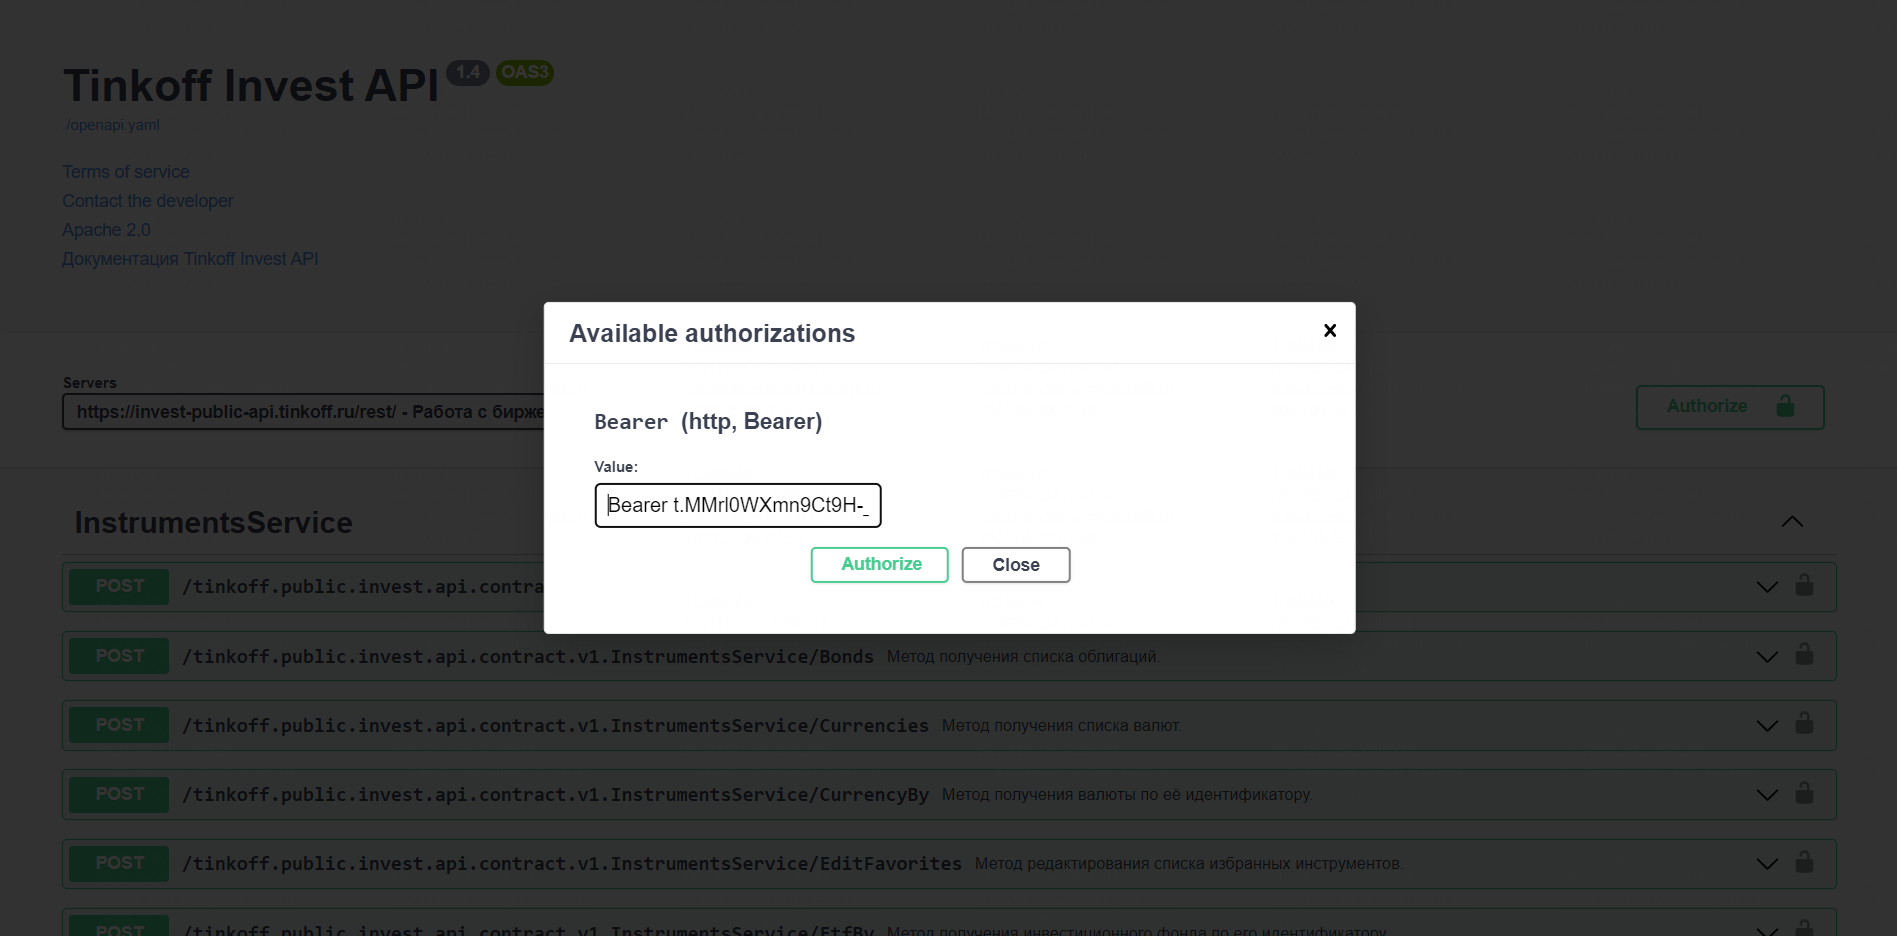 Tinkoff Invest API 1.4 OAS3
./openapi.yaml
Terms of service
Contact the developer
Apache 2.0
Документация Tinkoff Invest API
Available authorizations
Bearer (http, Bearer)
Value:
Bearer t.MMrl0WXmn9Ct9H-_
Authorize Close
Servers
https://invest-public-api.tinkoff.ru/rest/ - Работа с бирже
Authorize
InstrumentsService
POST /tinkoff.public.invest.api.contra
POST /tinkoff.public.invest.api.contract.v1.InstrumentsService/Bonds Метод получения списка облигаций.
POST /tinkoff.public.invest.api.contract.v1.InstrumentsService/Currencies Метод получения списка валют.
POST /tinkoff.public.invest.api.contract.v1.InstrumentsService/CurrencyBy Метод получения валюты по её идентификатору.
POST /tinkoff.public.invest.api.contract.v1.InstrumentsService/EditFavorites Метод редактирования списка избранных инструментов.
POST /tinkoff.public.invest.api.contract.v1.InstrumentsService/EtfBy Метод получения инвестиционного фонда по его идентификатору.